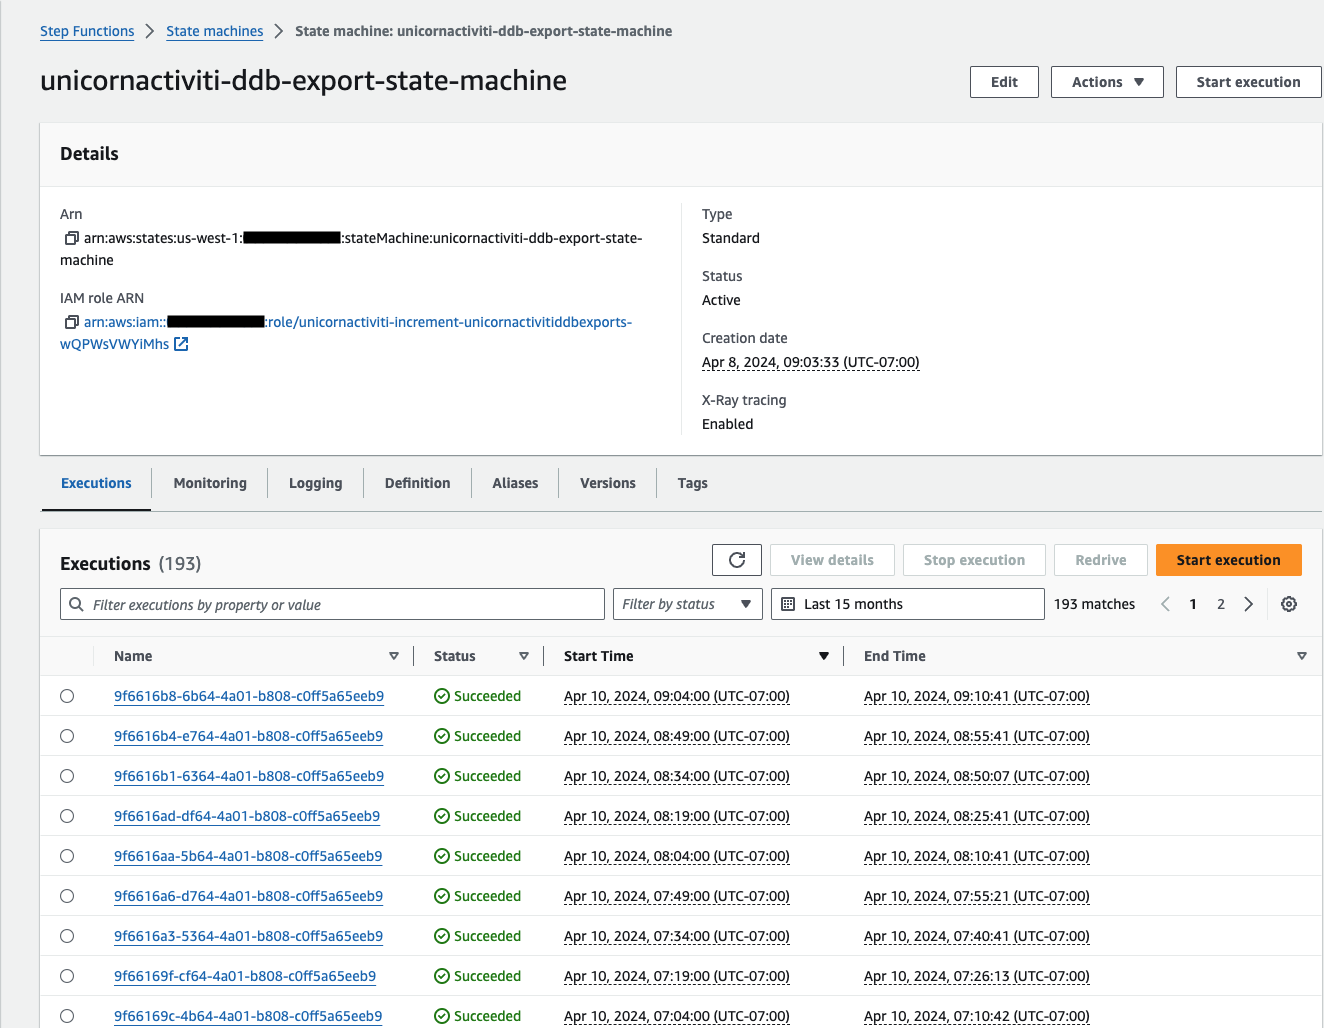 Step Functions > State machines > State machine: unicornactiviti-ddb-export-state-machine
unicornactiviti-ddb-export-state-machine
Edit
Actions
Start execution
Details
Arn
arn:aws:states:us-west-1: :stateMachine:unicornactiviti-ddb-export-state-
machine
IAM role ARN
arn:aws:iam:: :role/unicornactiviti-increment-unicornactivitiddbexports-
wQPWsVWYiMhs
Type
Standard
Status
Active
Creation date
Apr 8, 2024, 09:03:33 (UTC-07:00)
X-Ray tracing
Enabled
Executions Monitoring Logging Definition Aliases Versions Tags
Executions (193)
View details
Stop execution
Redrive
Start execution
Filter executions by property or value
Filter by status
Last 15 months
193 matches
1 2
Name Status Start Time End Time
9f6616b8-6b64-4a01-b808-c0ff5a65eeb9 Succeeded Apr 10, 2024, 09:04:00 (UTC-07:00) Apr 10, 2024, 09:10:41 (UTC-07:00)
9f6616b4-e764-4a01-b808-c0ff5a65eeb9 Succeeded Apr 10, 2024, 08:49:00 (UTC-07:00) Apr 10, 2024, 08:55:41 (UTC-07:00)
9f6616b1-6364-4a01-b808-c0ff5a65eeb9 Succeeded Apr 10, 2024, 08:34:00 (UTC-07:00) Apr 10, 2024, 08:50:07 (UTC-07:00)
9f6616ad-df64-4a01-b808-c0ff5a65eeb9 Succeeded Apr 10, 2024, 08:19:00 (UTC-07:00) Apr 10, 2024, 08:25:41 (UTC-07:00)
9f6616aa-5b64-4a01-b808-c0ff5a65eeb9 Succeeded Apr 10, 2024, 08:04:00 (UTC-07:00) Apr 10, 2024, 08:10:41 (UTC-07:00)
9f6616a6-d764-4a01-b808-c0ff5a65eeb9 Succeeded Apr 10, 2024, 07:49:00 (UTC-07:00) Apr 10, 2024, 07:55:21 (UTC-07:00)
9f6616a3-5364-4a01-b808-c0ff5a65eeb9 Succeeded Apr 10, 2024, 07:34:00 (UTC-07:00) Apr 10, 2024, 07:40:41 (UTC-07:00)
9f66169f-cf64-4a01-b808-c0ff5a65eeb9 Succeeded Apr 10, 2024, 07:19:00 (UTC-07:00) Apr 10, 2024, 07:26:13 (UTC-07:00)
9f66169c-4b64-4a01-b808-c0ff5a65eeb9 Succeeded Apr 10, 2024, 07:04:00 (UTC-07:00) Apr 10, 2024, 07:10:42 (UTC-07:00)